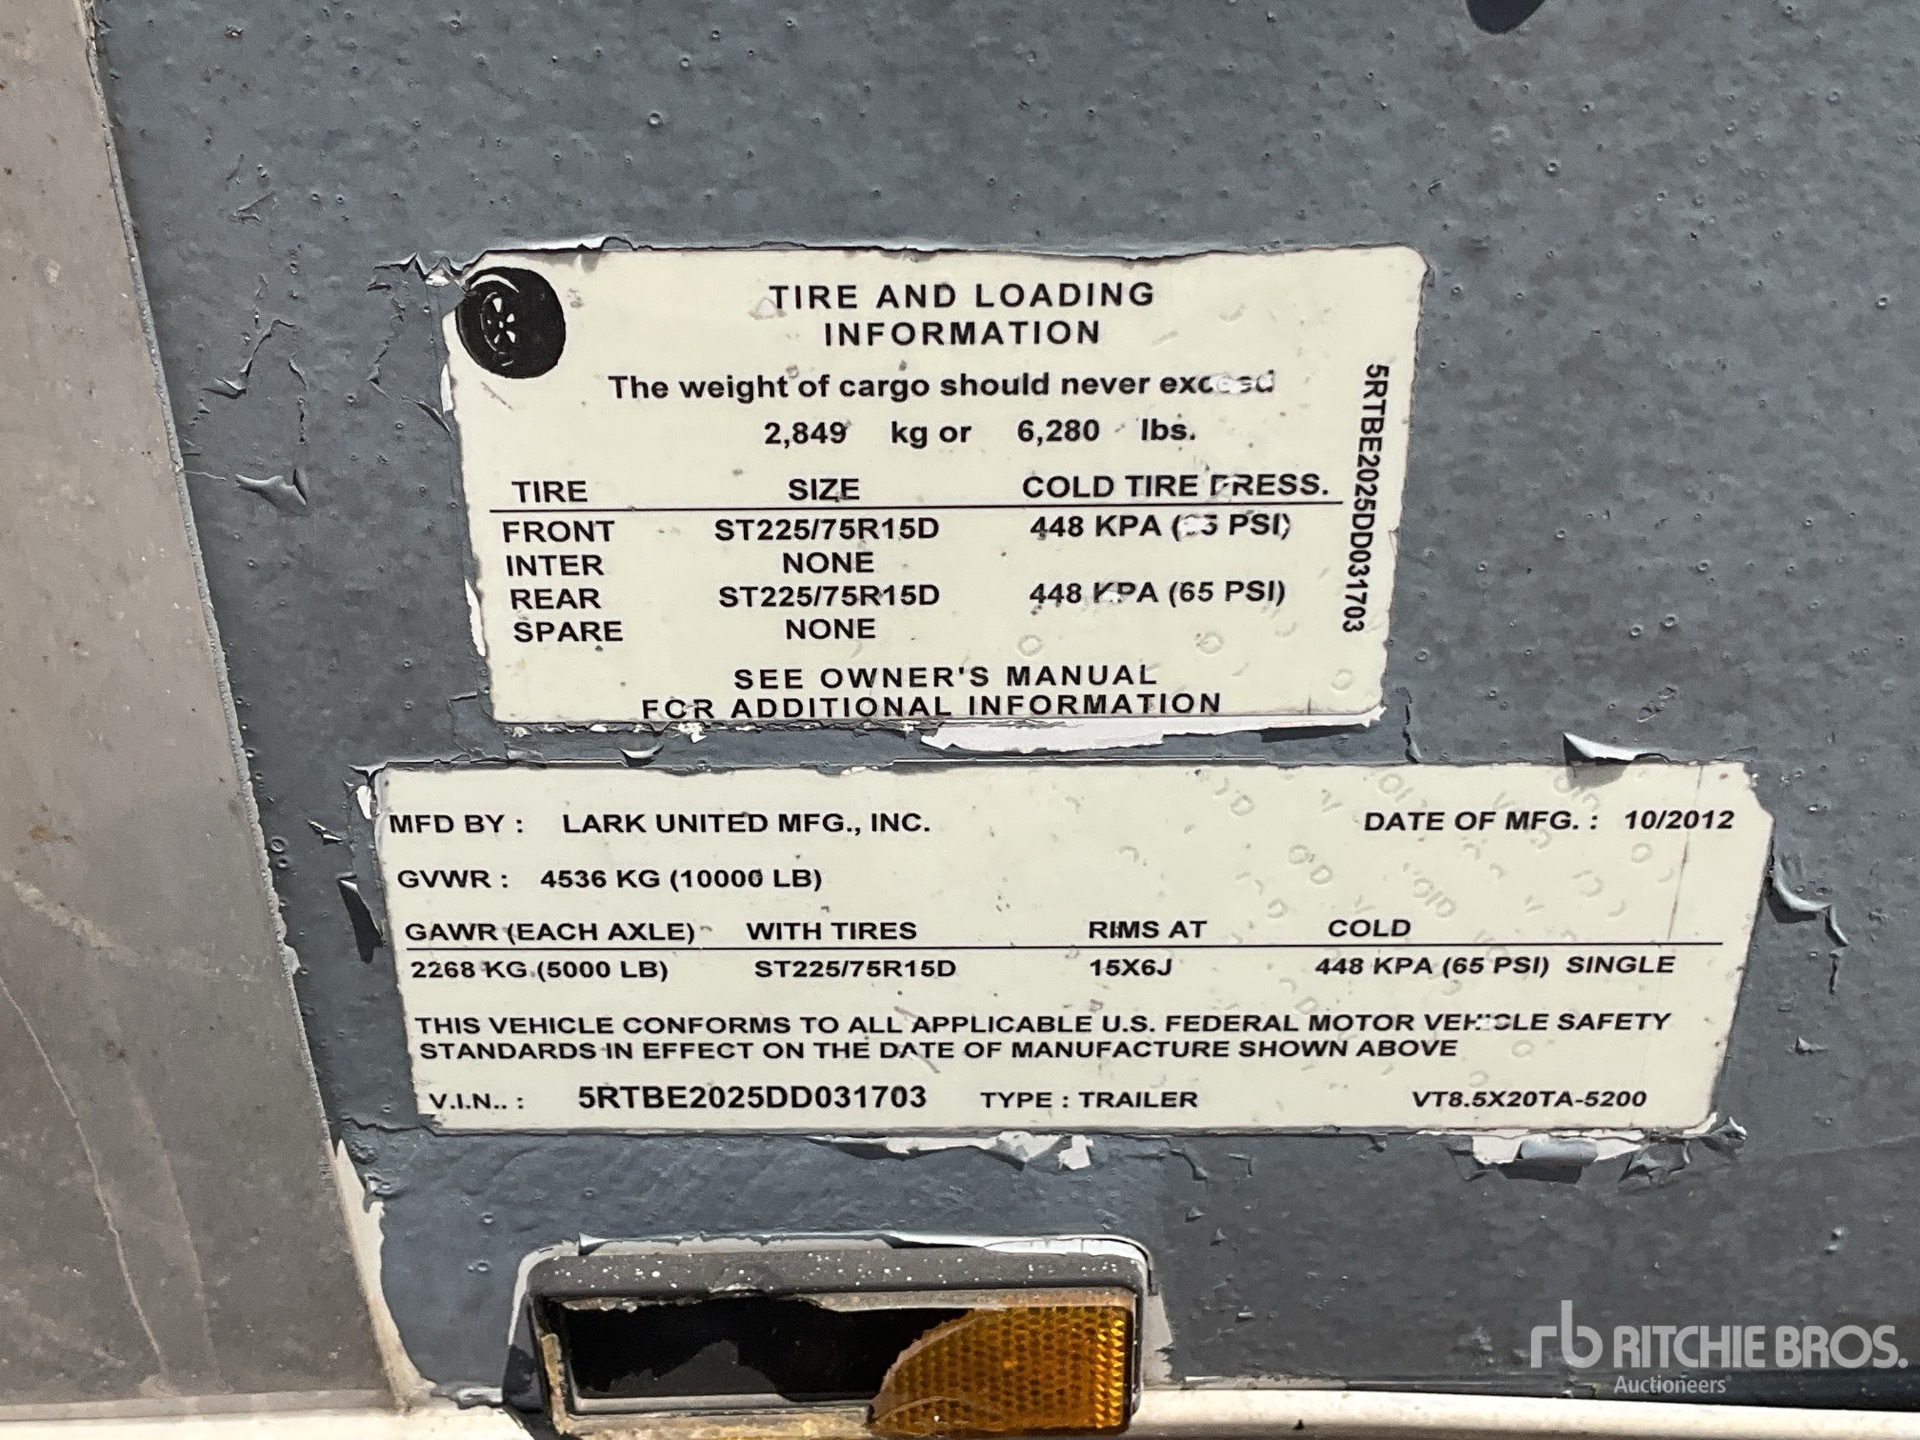 TIRE AND LOADING
INFORMATION
The weight of cargo should never exceed
2,849 kg or 6,280 lbs.
TIRE SIZE COLD TIRE PRESS.
FRONT ST225/75R15D 448 KPA (65 PSI)
INTER NONE
REAR ST225/75R15D 448 KPA (65 PSI)
SPARE NONE
SEE OWNER'S MANUAL
FOR ADDITIONAL INFORMATION
5RTBE2025DD031703
MFD BY : LARK UNITED MFG., INC. DATE OF MFG. : 10/2012
GVWR : 4536 KG (10000 LB)
GAWR (EACH AXLE) WITH TIRES RIMS AT COLD
2268 KG (5000 LB) ST225/75R15D 15X6J 448 KPA (65 PSI) SINGLE
THIS VEHICLE CONFORMS TO ALL APPLICABLE U.S. FEDERAL MOTOR VEHICLE SAFETY
STANDARDS IN EFFECT ON THE DATE OF MANUFACTURE SHOWN ABOVE
V.I.N.. : 5RTBE2025DD031703 TYPE : TRAILER VT8.5X20TA-5200
rb RITCHIE BROS.
Auctioneers